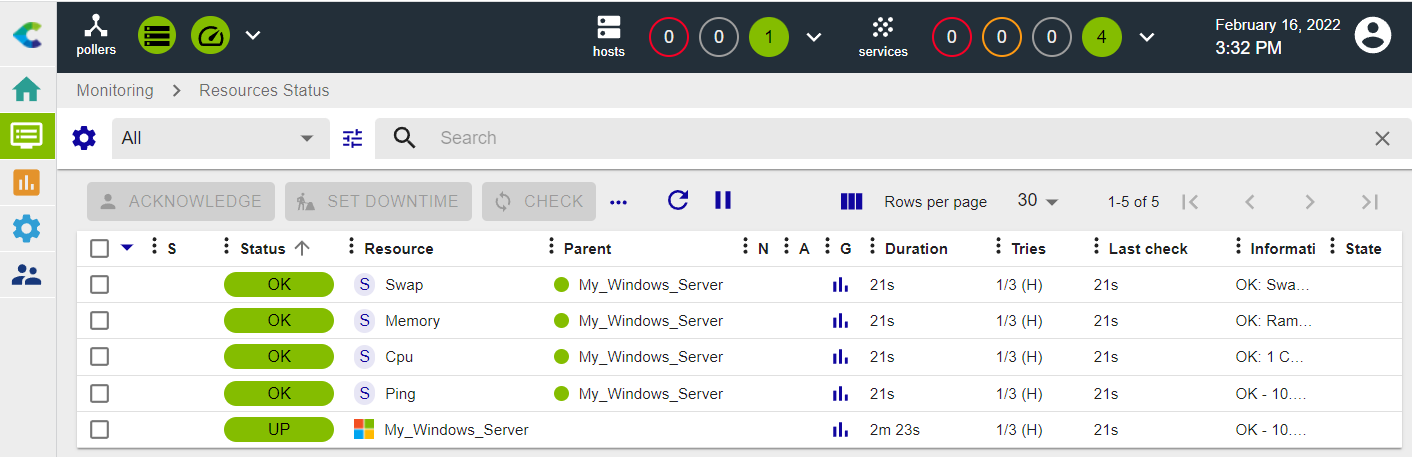 pollers
hosts
0 0 1
services
0 0 0 4
February 16, 2022
3:32 PM
Monitoring Resources Status
All Search
ACKNOWLEDGE SET DOWNTIME CHECK ... Rows per page 30 1-5 of 5
S Status Resource Parent N A G Duration Tries Last check Informati State
OK S Swap My_Windows_Server 21s 1/3 (H) 21s OK: Swa…
OK S Memory My_Windows_Server 21s 1/3 (H) 21s OK: Ram…
OK S Cpu My_Windows_Server 21s 1/3 (H) 21s OK: 1 C…
OK S Ping My_Windows_Server 21s 1/3 (H) 21s OK - 10.…
UP My_Windows_Server 2m 23s 1/3 (H) 21s OK - 10.…